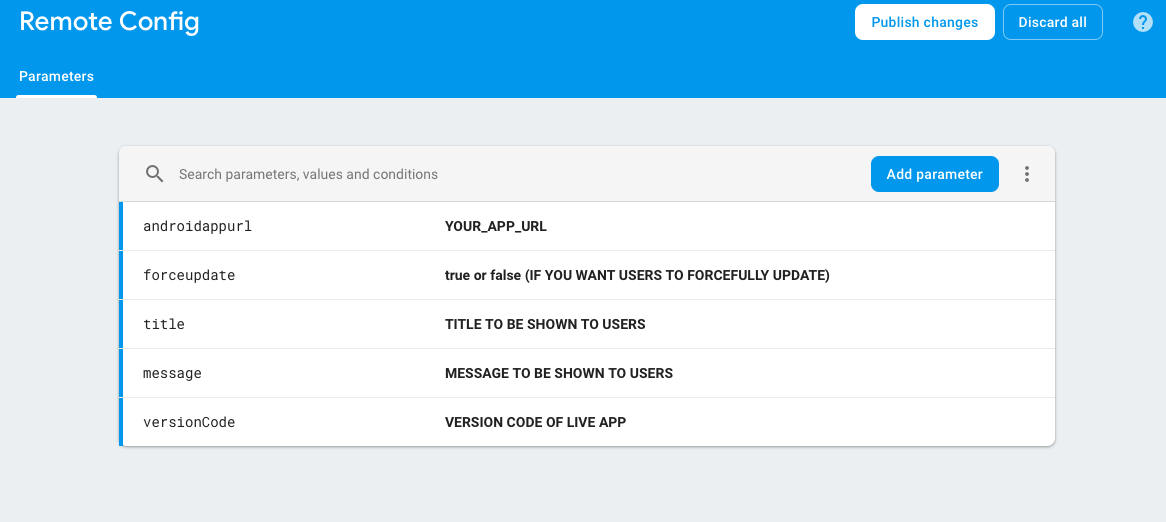 Remote Config
Publish changes
Discard all
?
Parameters
Search parameters, values and conditions
Add parameter
androidappurl YOUR_APP_URL
forceupdate true or false (IF YOU WANT USERS TO FORCEFULLY UPDATE)
title TITLE TO BE SHOWN TO USERS
message MESSAGE TO BE SHOWN TO USERS
versionCode VERSION CODE OF LIVE APP